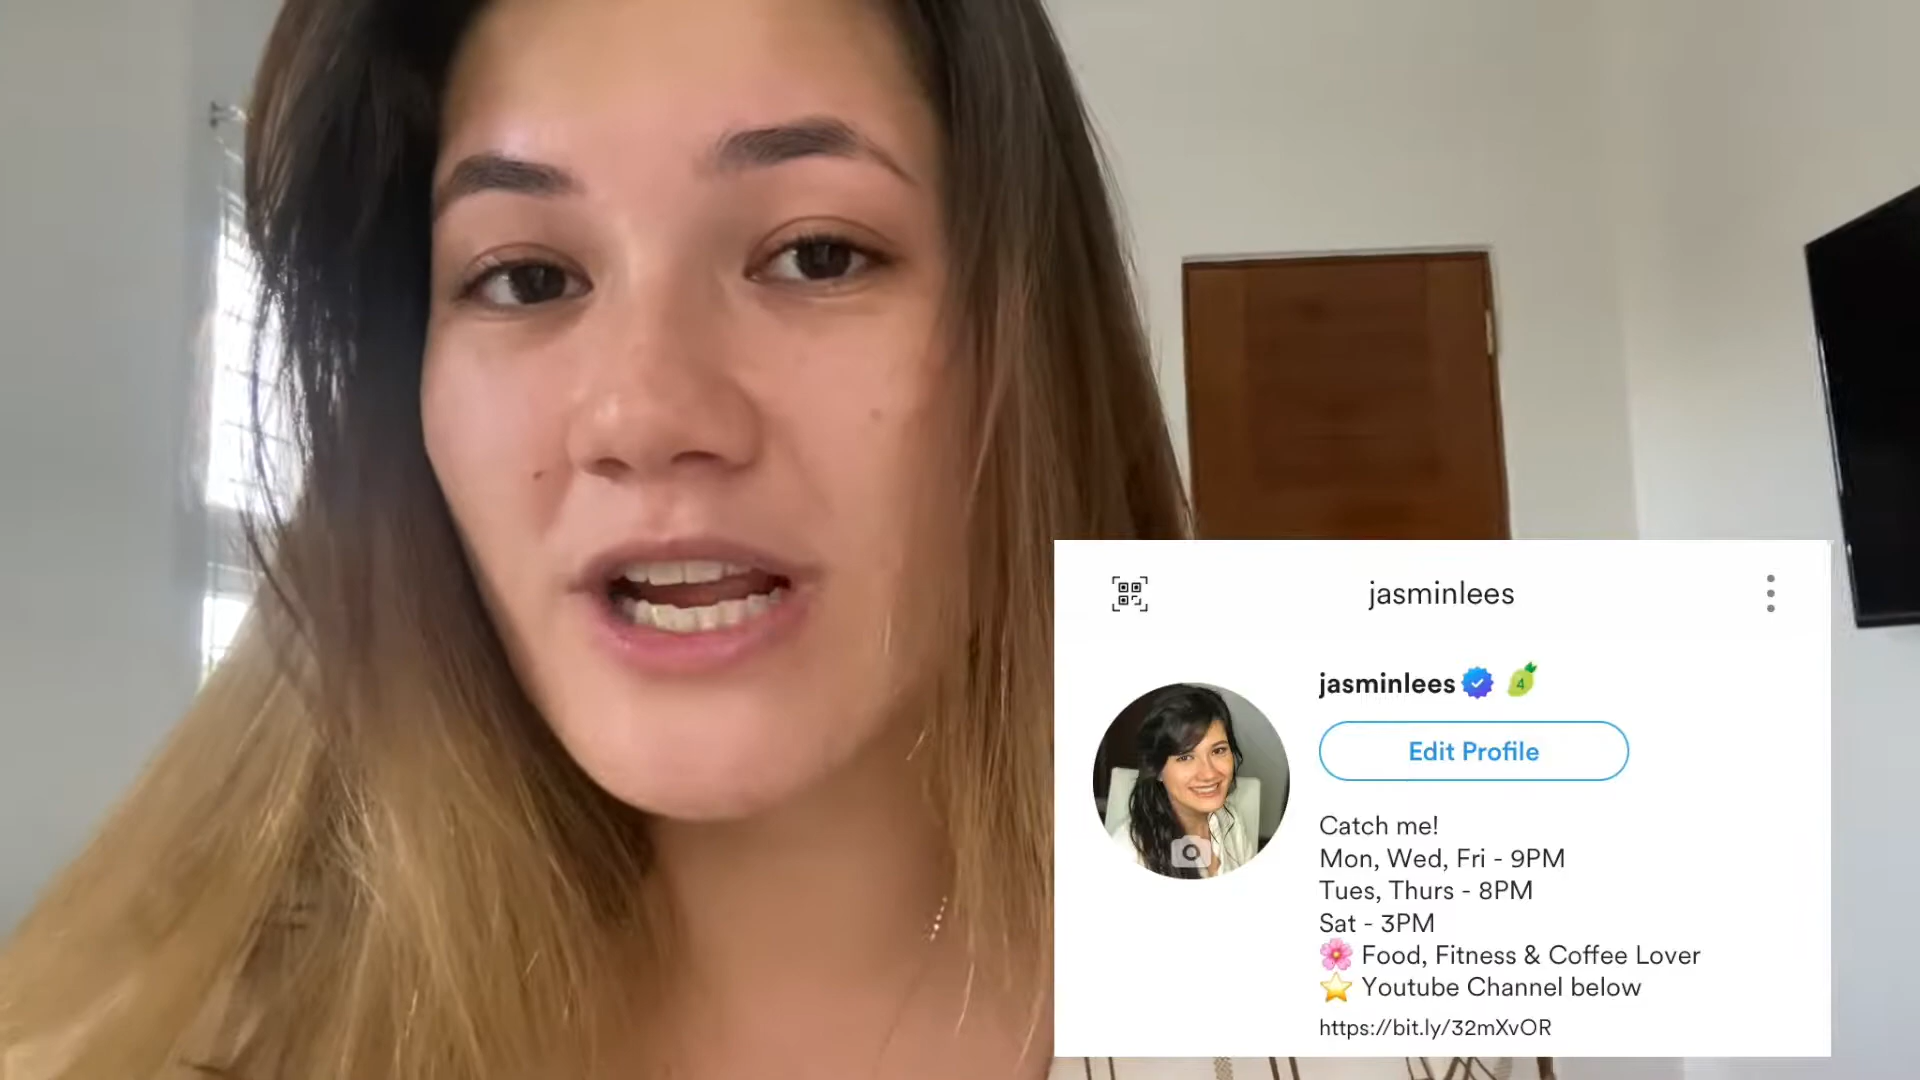 jasminlees
jasminlees 4
Edit Profile
Catch me!
Mon, Wed, Fri - 9PM
Tues, Thurs - 8PM
Sat - 3PM
🌸 Food, Fitness & Coffee Lover
⭐ Youtube Channel below
https://bit.ly/32mXvOR